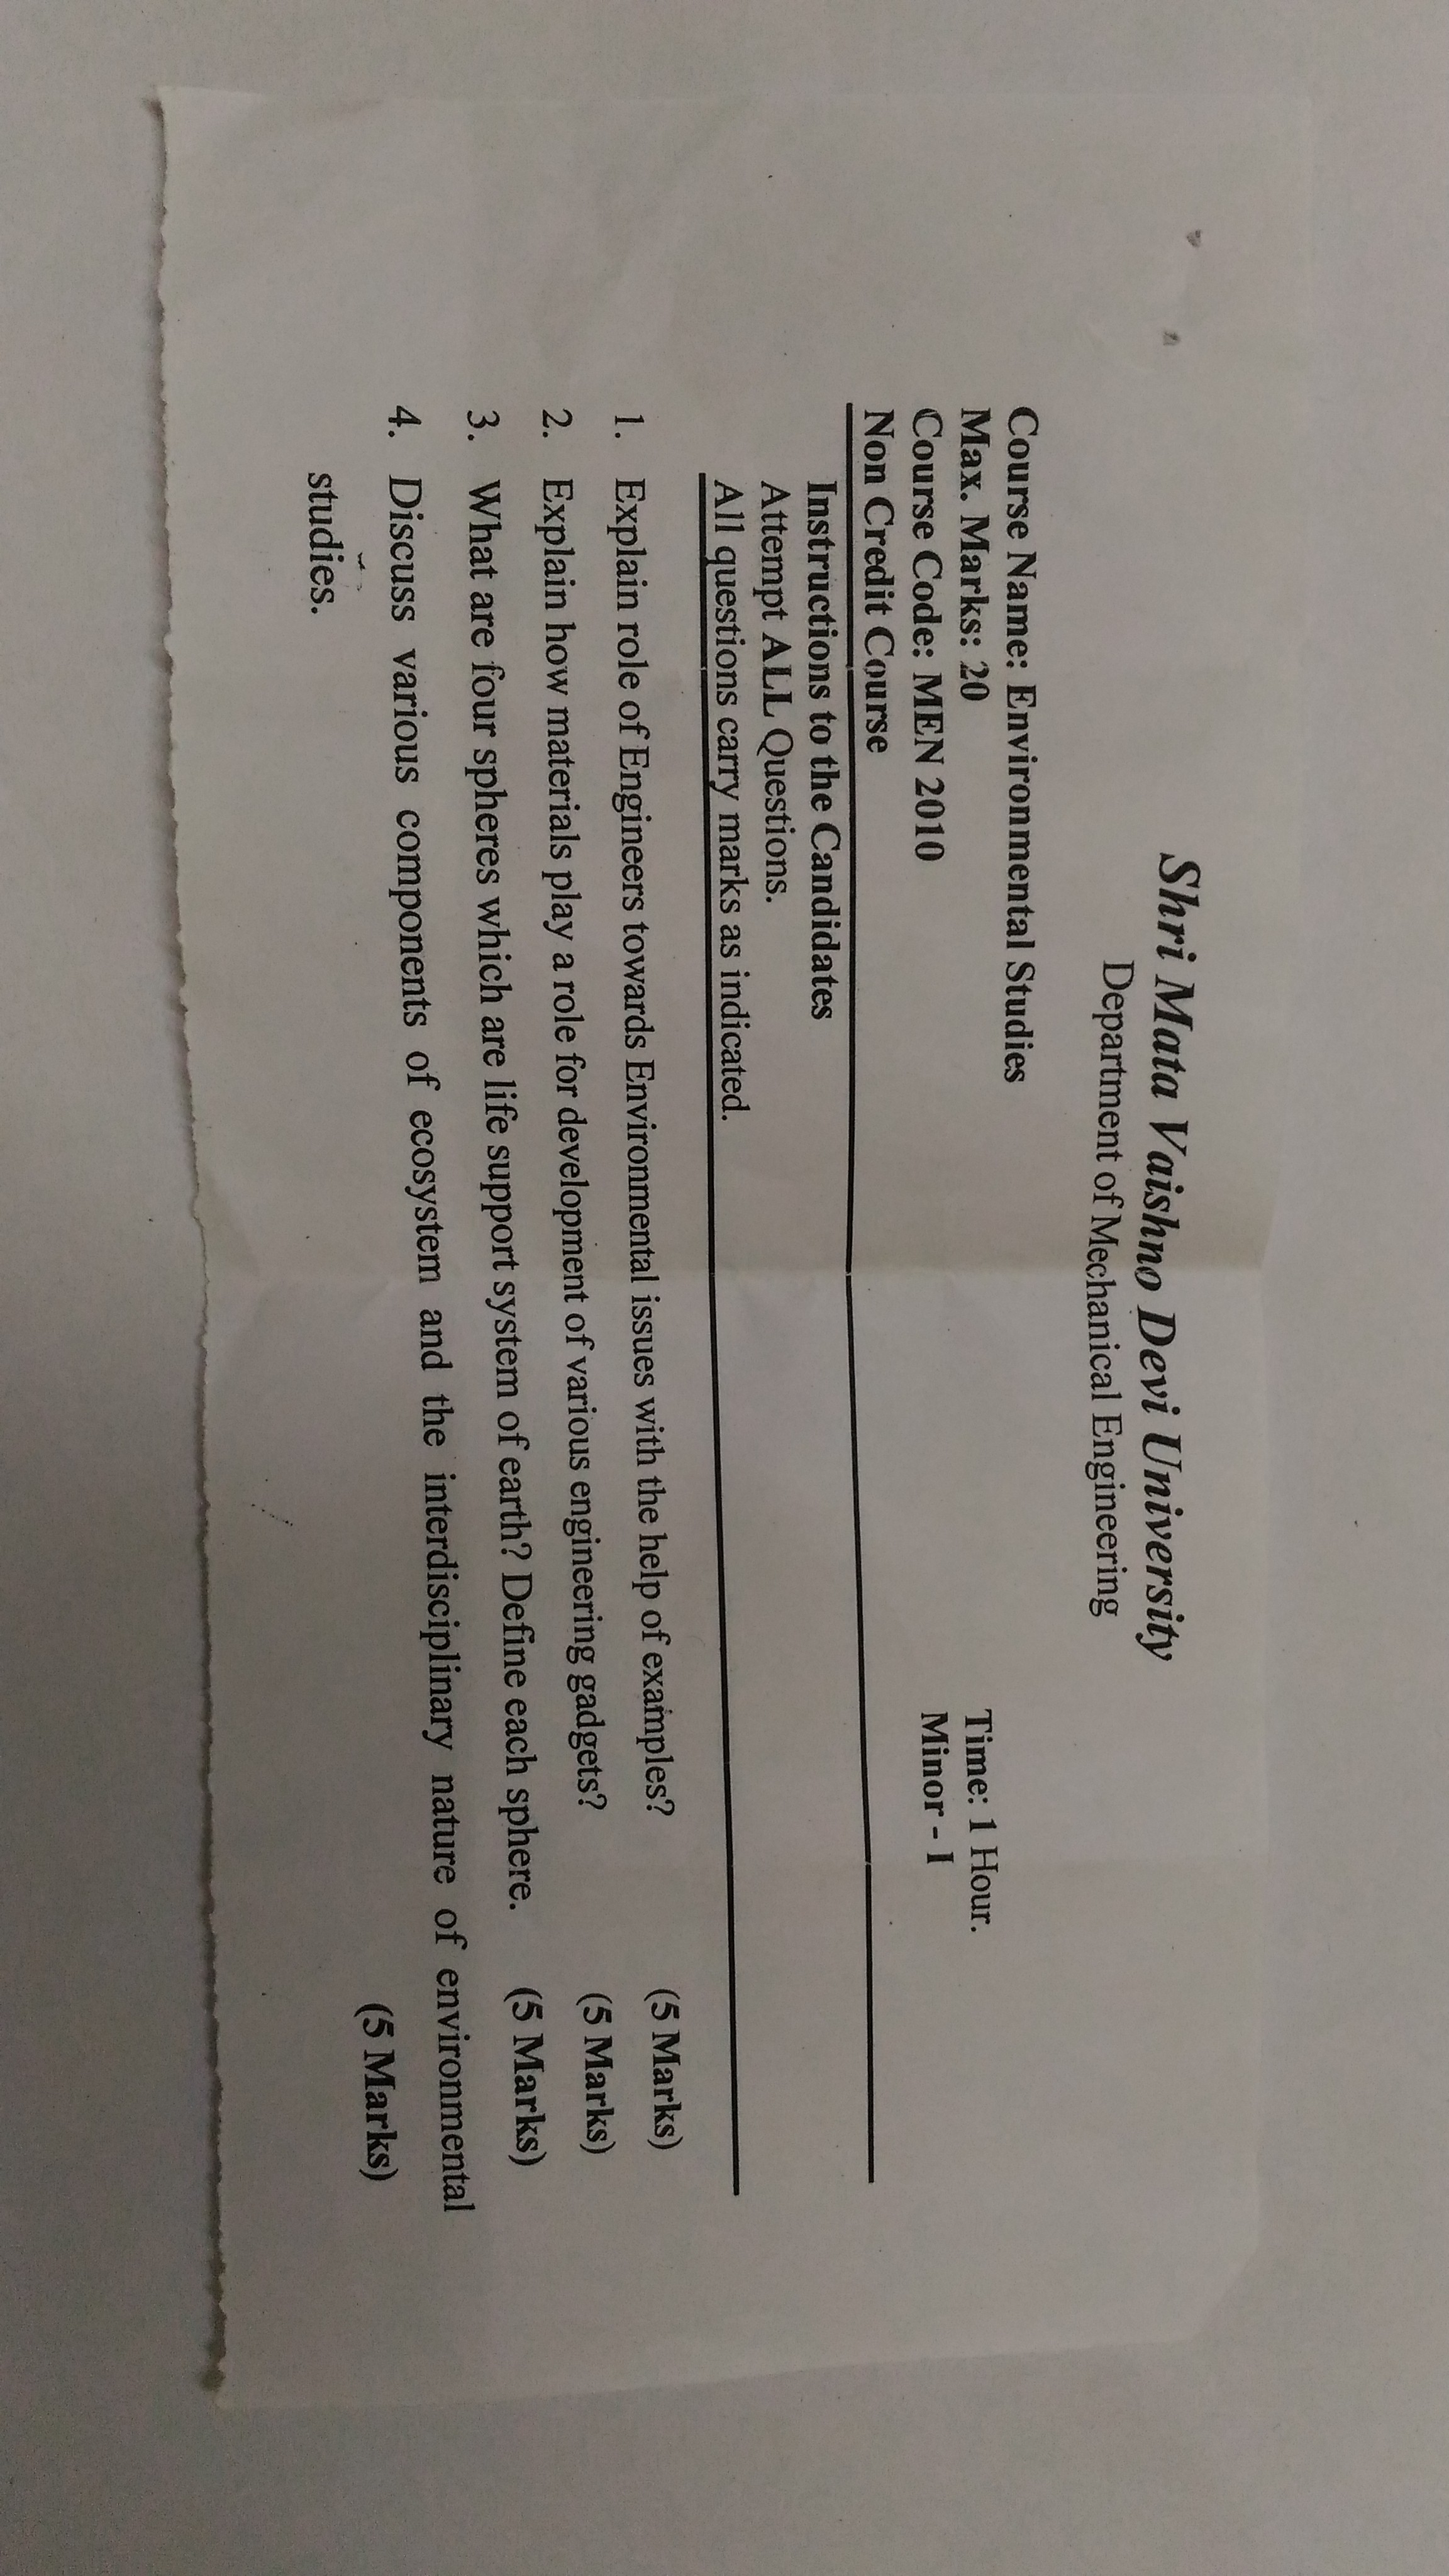 Shri Mata Vaishno Devi University
Department of Mechanical Engineering
Course Name: Environmental Studies
Max. Marks: 20 Time: 1 Hour.
Course Code: MEN 2010 Minor - I
Non Credit Course
Instructions to the Candidates
Attempt ALL Questions.
All questions carry marks as indicated.
1. Explain role of Engineers towards Environmental issues with the help of examples? (5 Marks)
2. Explain how materials play a role for development of various engineering gadgets? (5 Marks)
3. What are four spheres which are life support system of earth? Define each sphere. (5 Marks)
4. Discuss various components of ecosystem and the interdisciplinary nature of environmental
studies. (5 Marks)